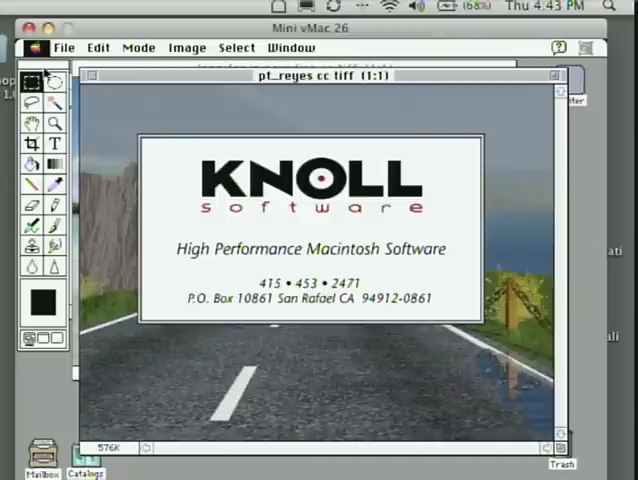 (68%) Thu 4:43 PM
Mini vMac 26
File Edit Mode Image Select Window
pt_reyes cc tiff (1:1)
KNOLL
software
High Performance Macintosh Software
415 • 453 • 2471
P.O. Box 10861 San Rafael CA 94912-0861
576K
Mailbox
Catalogs
Trash